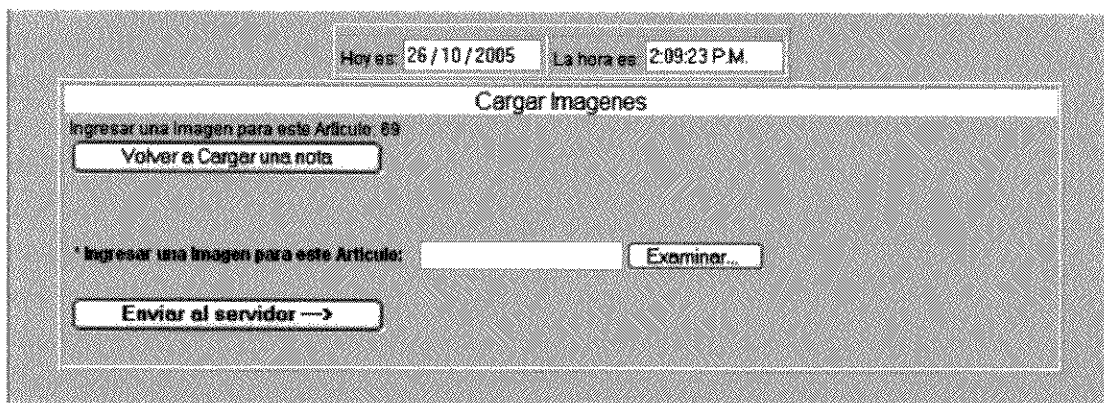 Hoy es: 26 / 10 / 2005 La hora es: 2:09:23 P.M.
Cargar Imagenes
Ingresar una Imagen para este Articulo: 69
Volver a Cargar una nota
* Ingresar una Imagen para este Articulo: Examinar...
Enviar al servidor --->